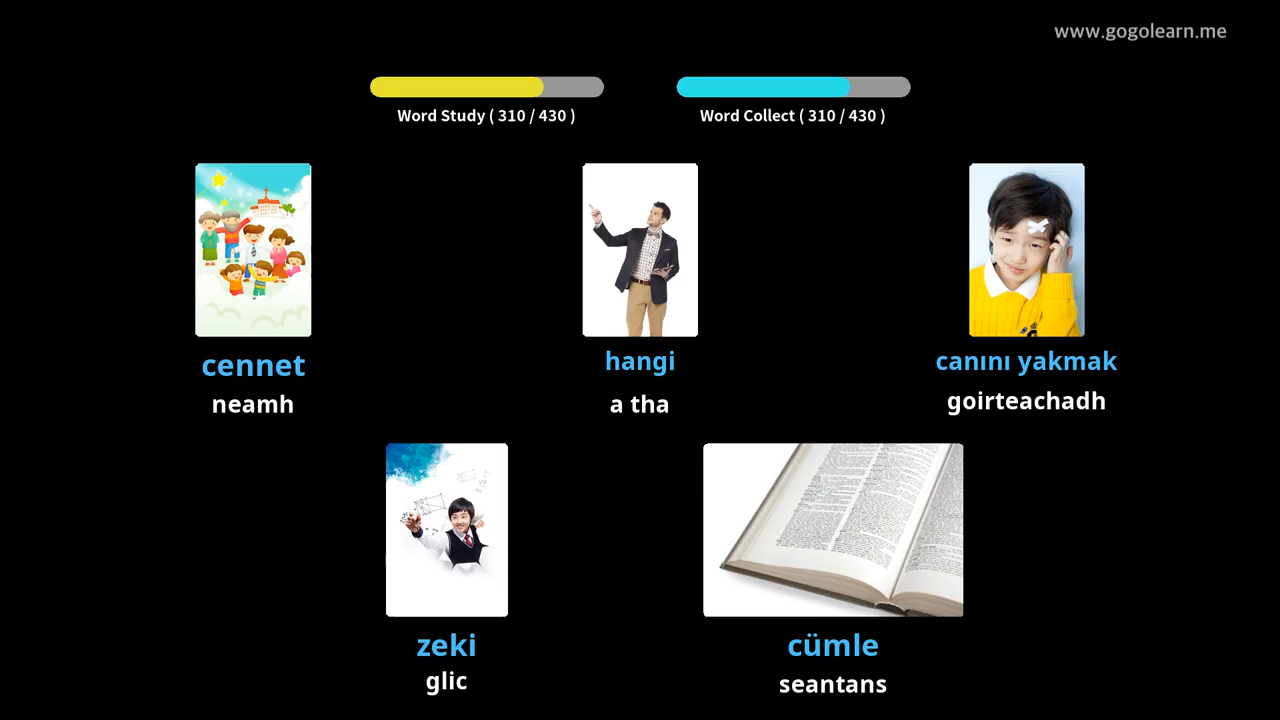 www.gogolearn.me
Word Study ( 310 / 430 )
Word Collect ( 310 / 430 )
cennet
neamh
hangi
a tha
canını yakmak
goirteachadh
zeki
glic
cümle
seantans